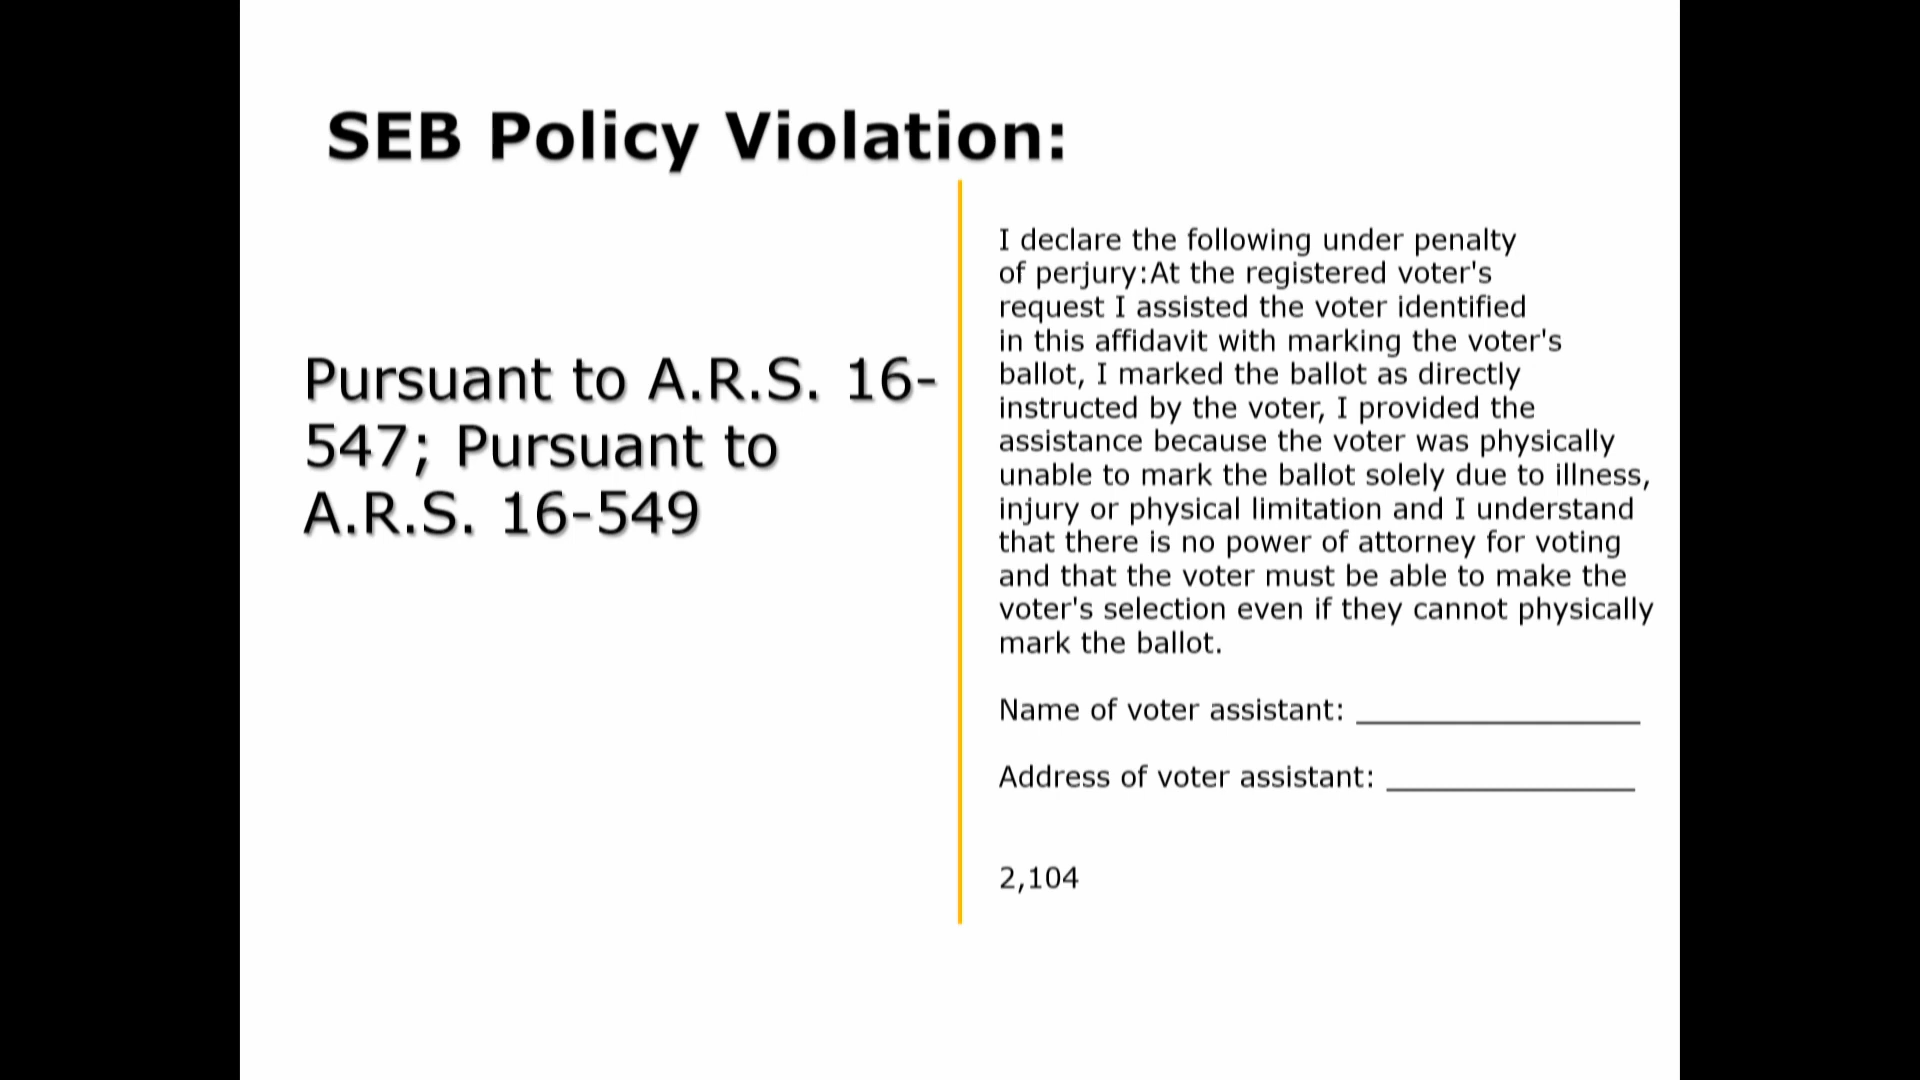 SEB Policy Violation:
Pursuant to A.R.S. 16-
547; Pursuant to
A.R.S. 16-549
I declare the following under penalty
of perjury:At the registered voter's
request I assisted the voter identified
in this affidavit with marking the voter's
ballot, I marked the ballot as directly
instructed by the voter, I provided the
assistance because the voter was physically
unable to mark the ballot solely due to illness,
injury or physical limitation and I understand
that there is no power of attorney for voting
and that the voter must be able to make the
voter's selection even if they cannot physically
mark the ballot.
Name of voter assistant: __________________
Address of voter assistant: ________________
2,104